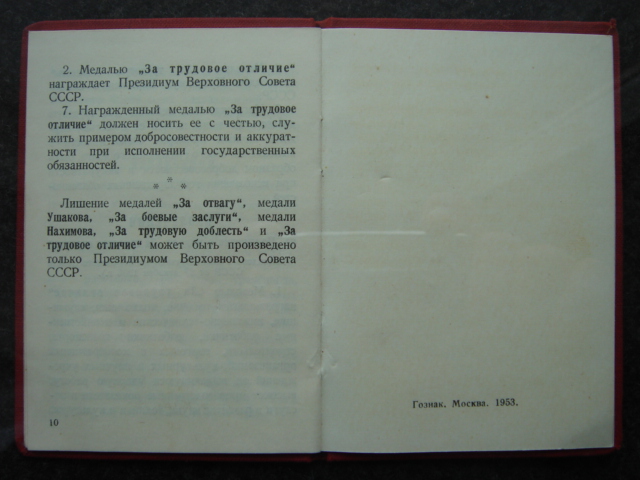 2. Медалью „За трудовое отличие“
награждает Президиум Верховного Совета
СССР.
7. Награжденный медалью „За трудовое
отличие“ должен носить ее с честью, слу-
жить примером добросовестности и аккурат-
ности при исполнении государственных
обязанностей.
* * *
Лишение медалей „За отвагу“, медали
Ушакова, „За боевые заслуги“, медали
Нахимова, „За трудовую доблесть“ и „За
трудовое отличие“ может быть произведено
только Президиумом Верховного Совета
СССР.
10
Гознак. Москва. 1953.